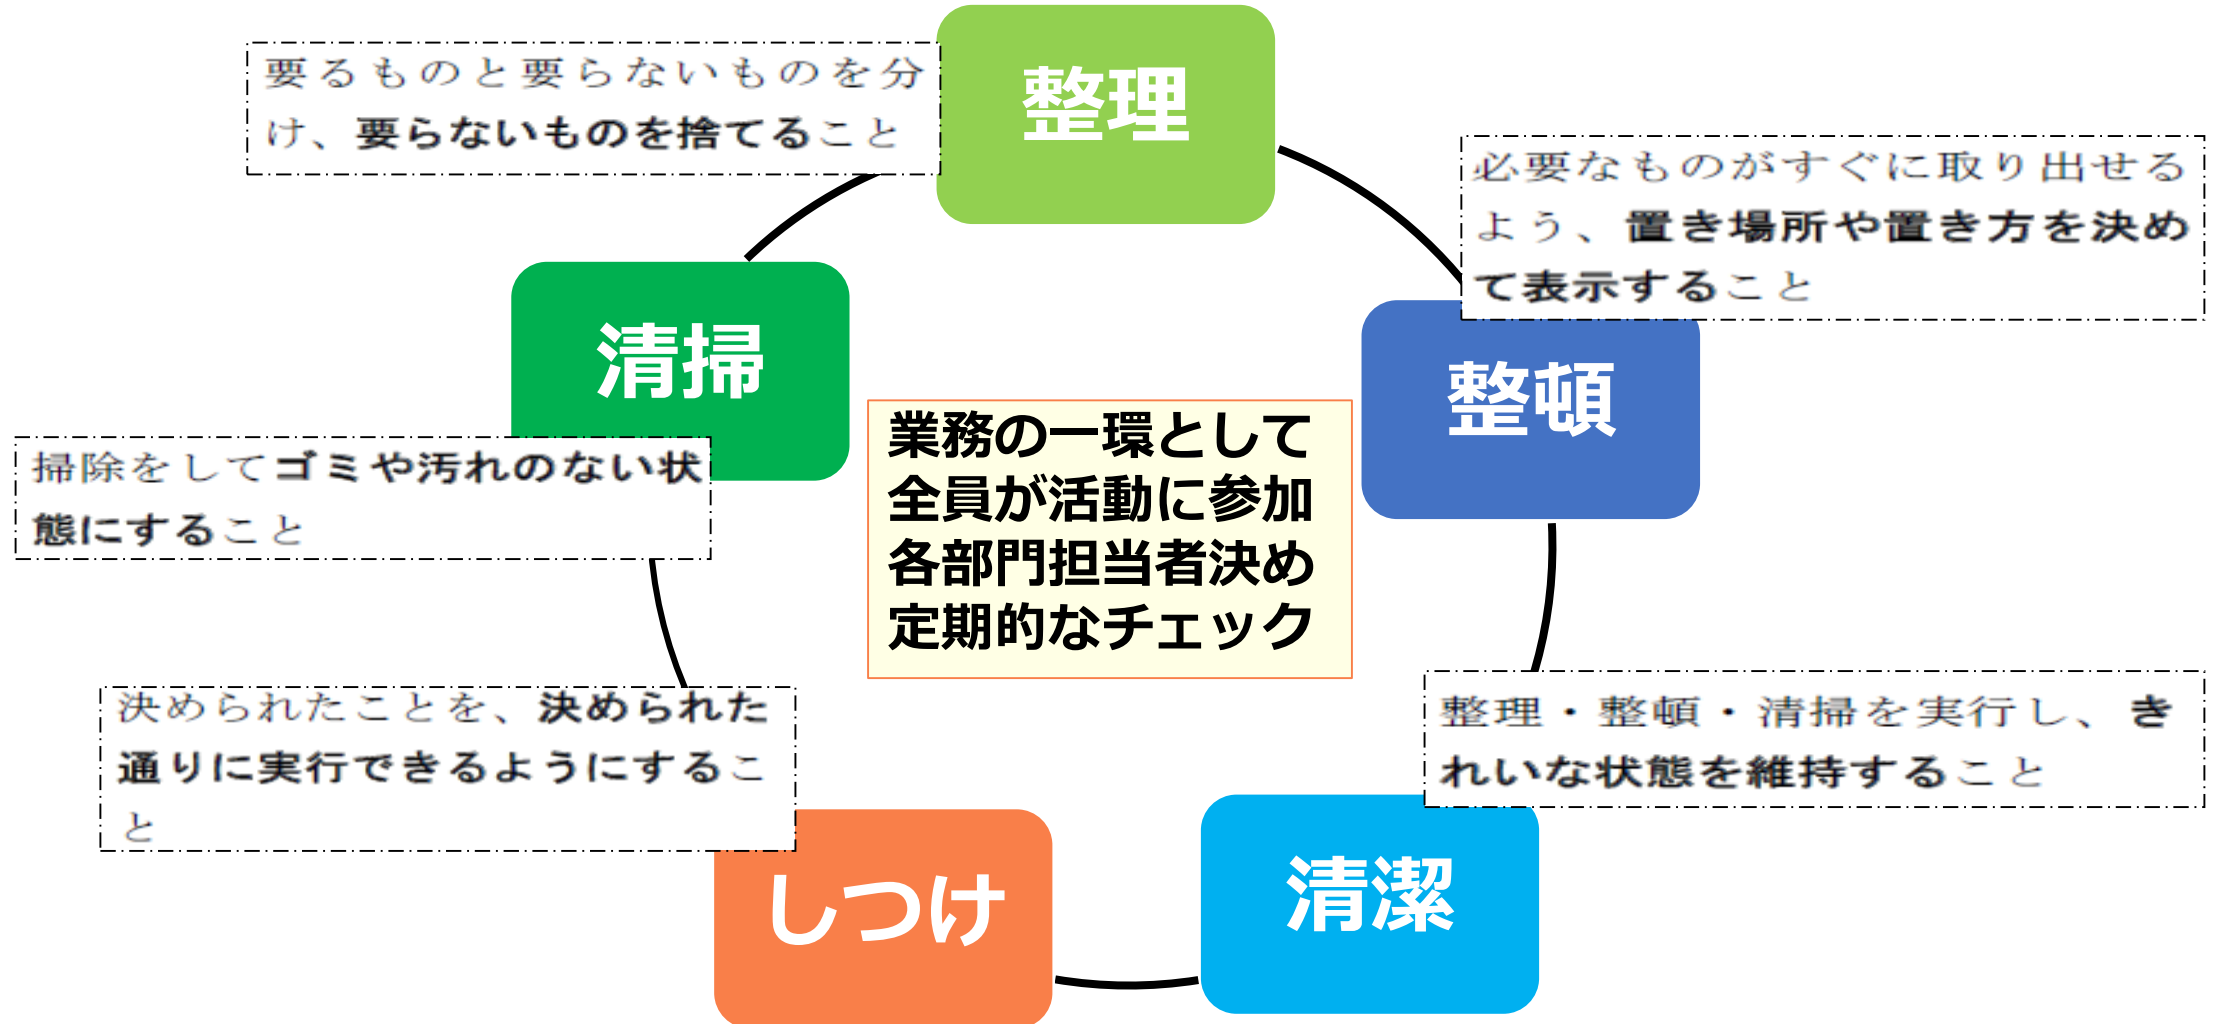 整理
要るものと要らないものを分
け、要らないものを捨てること
整頓
必要なものがすぐに取り出せる
よう、置き場所や置き方を決め
て表示すること
清掃
掃除をしてゴミや汚れのない状
態にすること
業務の一環として
全員が活動に参加
各部門担当者決め
定期的なチェック
清潔
整理・整頓・清掃を実行し、き
れいな状態を維持すること
しつけ
決められたことを、決められた
通りに実行できるようにするこ
と